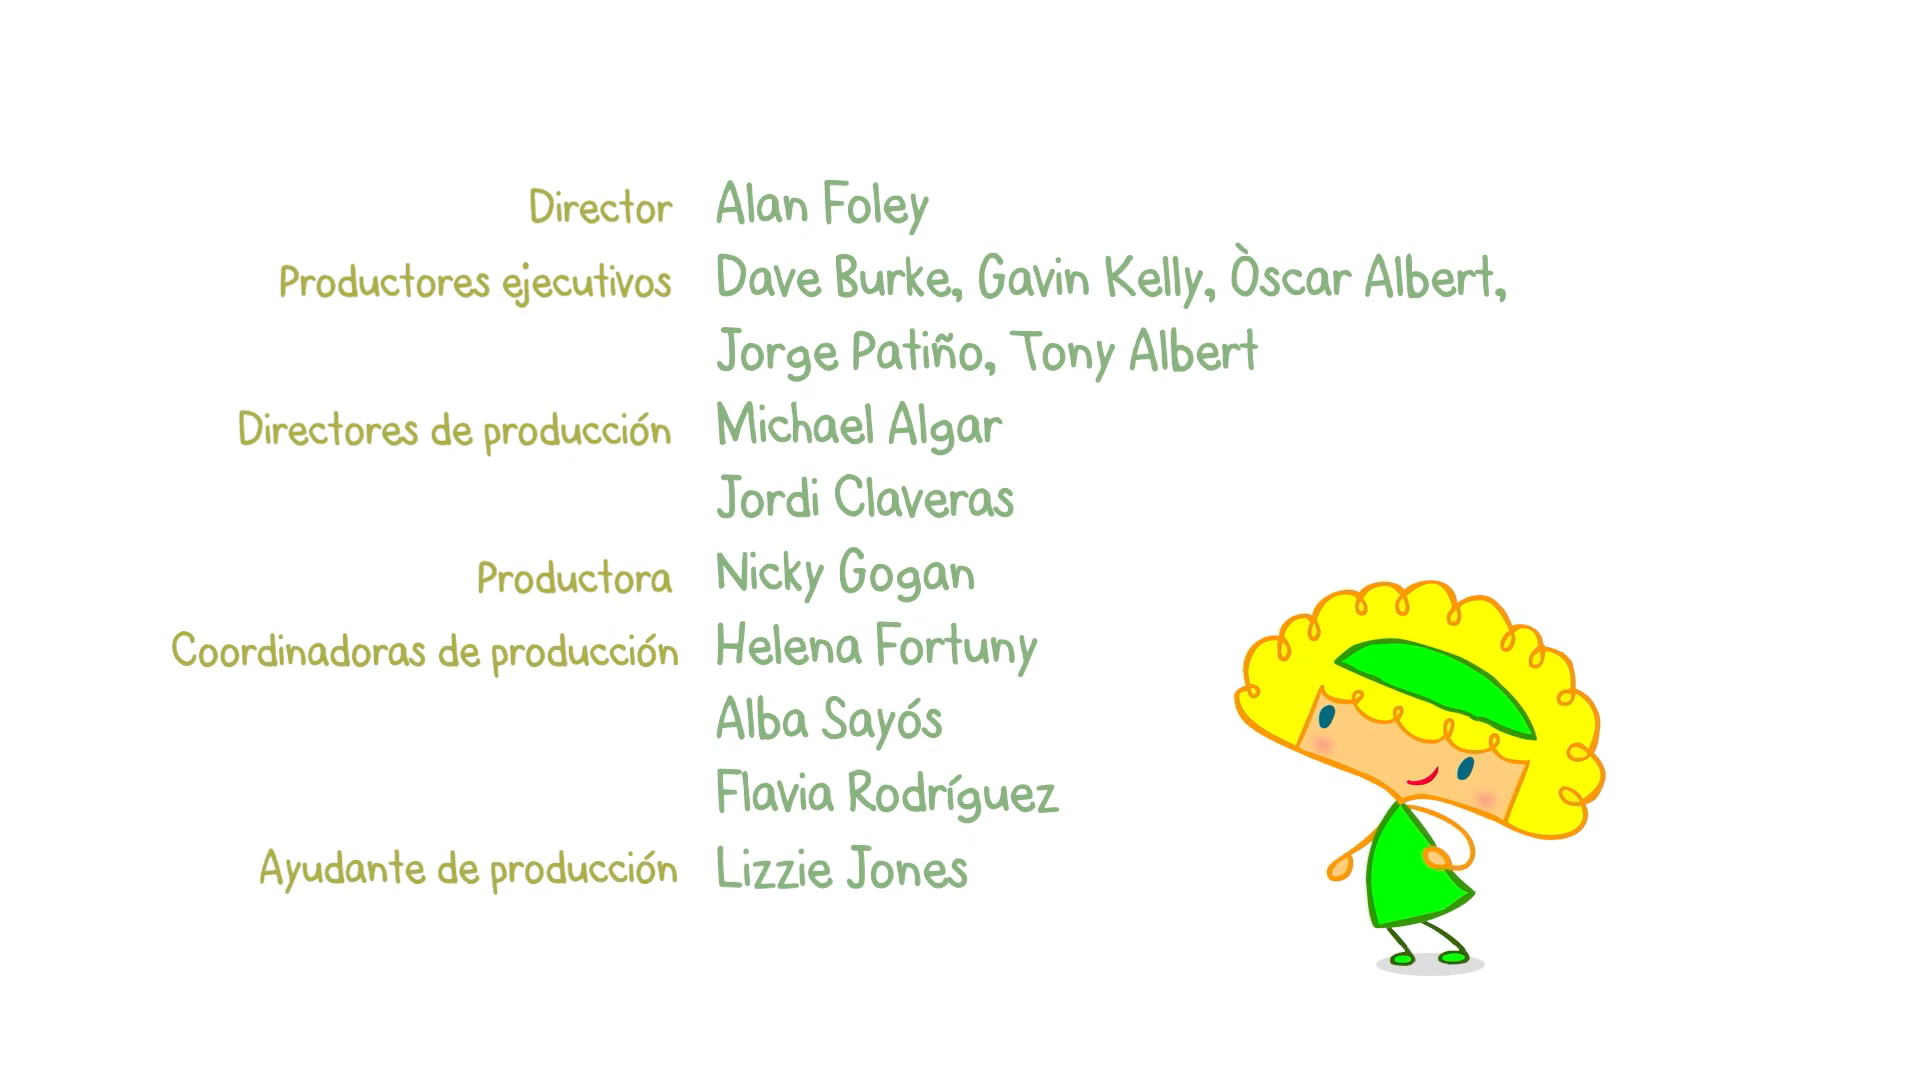 Director Alan Foley
Productores ejecutivos Dave Burke, Gavin Kelly, Òscar Albert,
Jorge Patiño, Tony Albert
Directores de producción Michael Algar
Jordi Claveras
Productora Nicky Gogan
Coordinadoras de producción Helena Fortuny
Alba Sayós
Flavia Rodríguez
Ayudante de producción Lizzie Jones